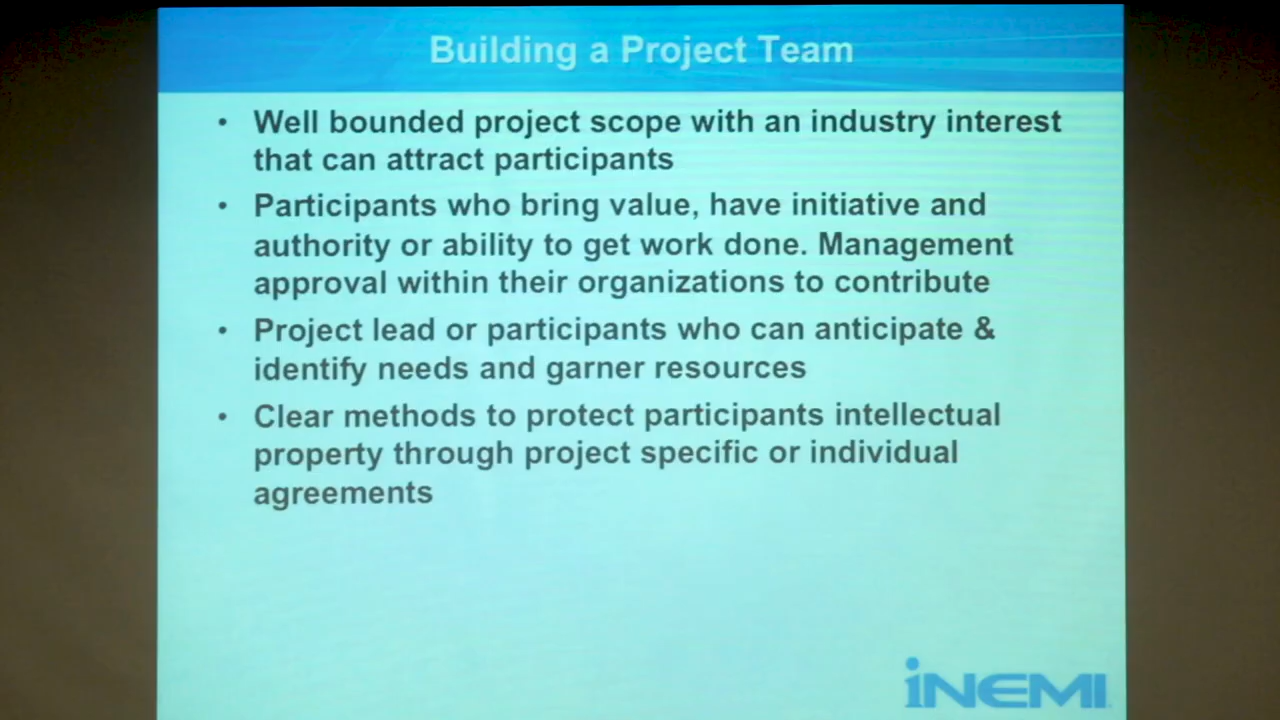 Building a Project Team
• Well bounded project scope with an industry interest
that can attract participants
• Participants who bring value, have initiative and
authority or ability to get work done. Management
approval within their organizations to contribute
• Project lead or participants who can anticipate &
identify needs and garner resources
• Clear methods to protect participants intellectual
property through project specific or individual
agreements
iNEMI